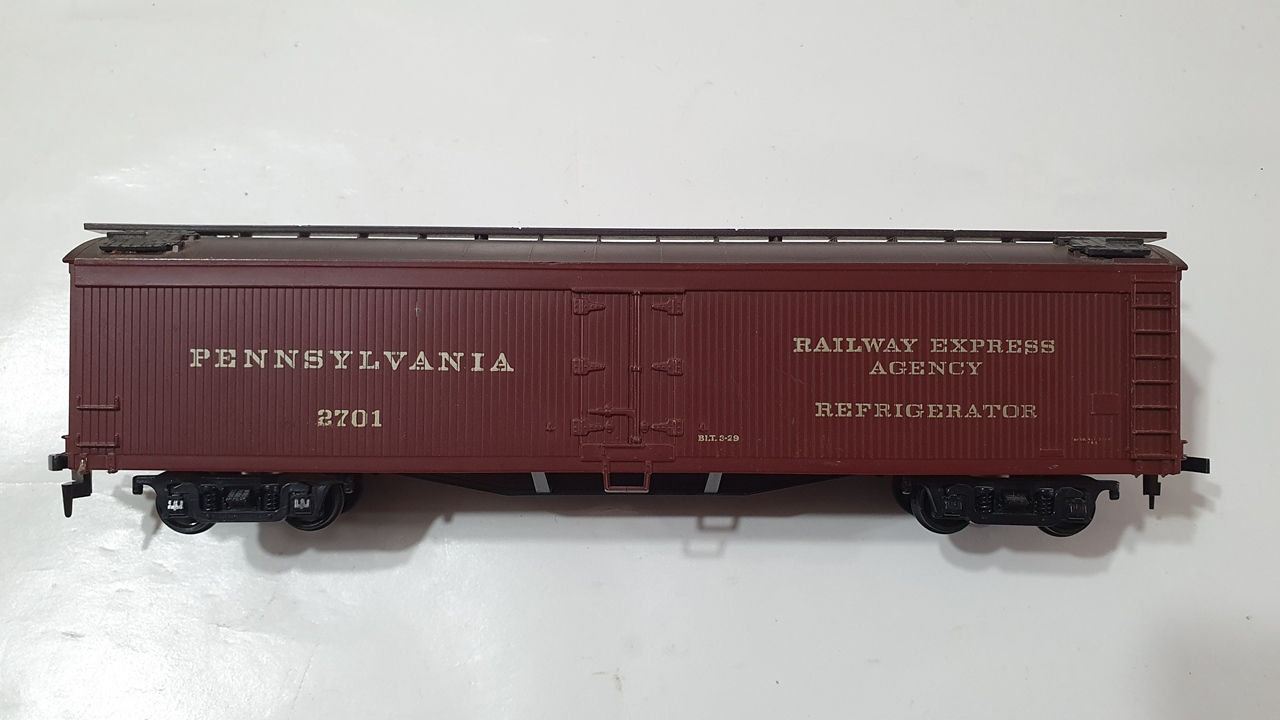 PENNSYLVANIA
2701
RAILWAY EXPRESS
AGENCY
REFRIGERATOR
BLT. 3-29